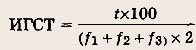 ИГСТ = t×100 / (f1 + f2 + f3) × 2